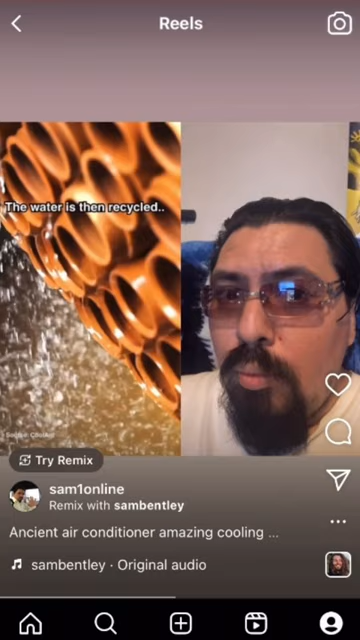 Reels
The water is then recycled..
Try Remix
sam1online
Remix with sambentley
Ancient air conditioner amazing cooling ...
sambentley · Original audio